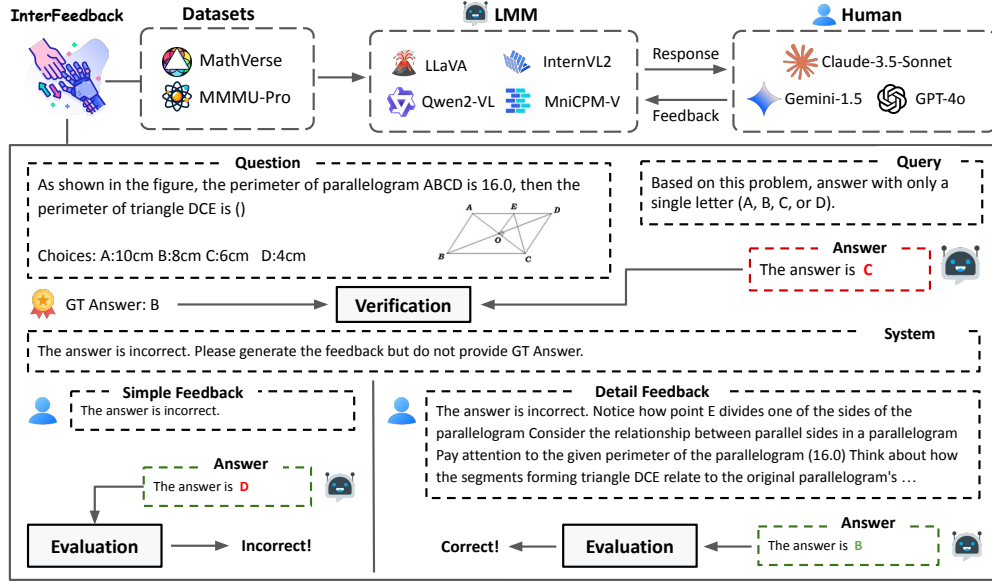 InterFeedback
Datasets
LMM
Human
MathVerse
MMMU-Pro
LLaVA
InternVL2
Qwen2-VL
MniCPM-V
Response
Feedback
Claude-3.5-Sonnet
Gemini-1.5
GPT-4o
Question
As shown in the figure, the perimeter of parallelogram ABCD is 16.0, then the
perimeter of triangle DCE is ()
Choices: A:10cm B:8cm C:6cm D:4cm
A
E
D
O
B
C
Query
Based on this problem, answer with only a
single letter (A, B, C, or D).
Answer
The answer is C
GT Answer: B
Verification
System
The answer is incorrect. Please generate the feedback but do not provide GT Answer.
Simple Feedback
The answer is incorrect.
Answer
The answer is D
Evaluation
Incorrect!
Detail Feedback
The answer is incorrect. Notice how point E divides one of the sides of the
parallelogram Consider the relationship between parallel sides in a parallelogram
Pay attention to the given perimeter of the parallelogram (16.0) Think about how
the segments forming triangle DCE relate to the original parallelogram's ...
Correct!
Evaluation
Answer
The answer is B